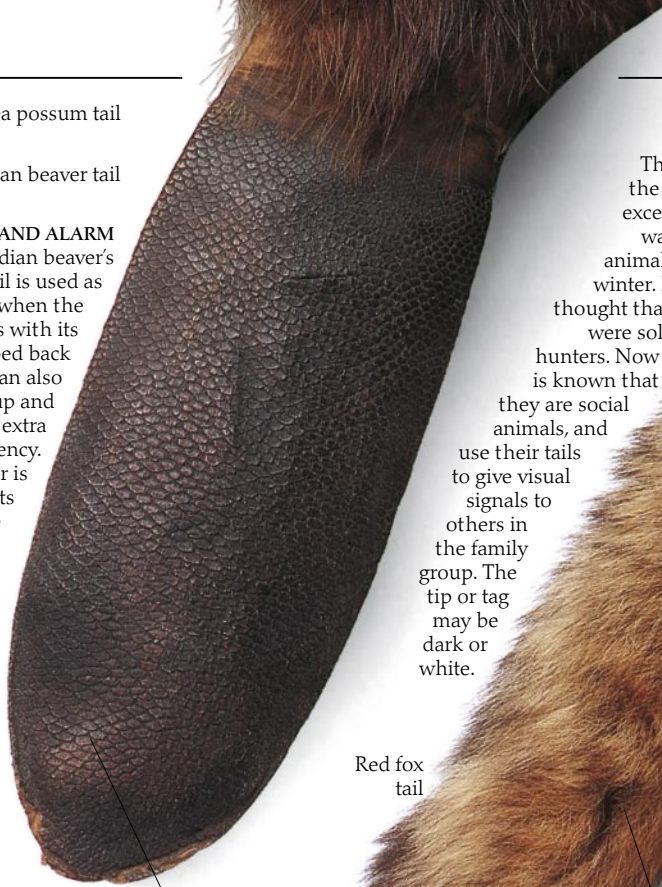 a possum tail
an beaver tail
AND ALARM
dian beaver's
il is used as
when the
s with its
ed back
an also
up and
extra
ency.
r is
ts
Th
the
exce
wa
animal
winter.
thought tha
were sol
hunters. Now
is known that
they are social
animals, and
use their tails
to give visual
signals to
others in
the family
group. The
tip or tag
may be
dark or
white.
Red fox
tail